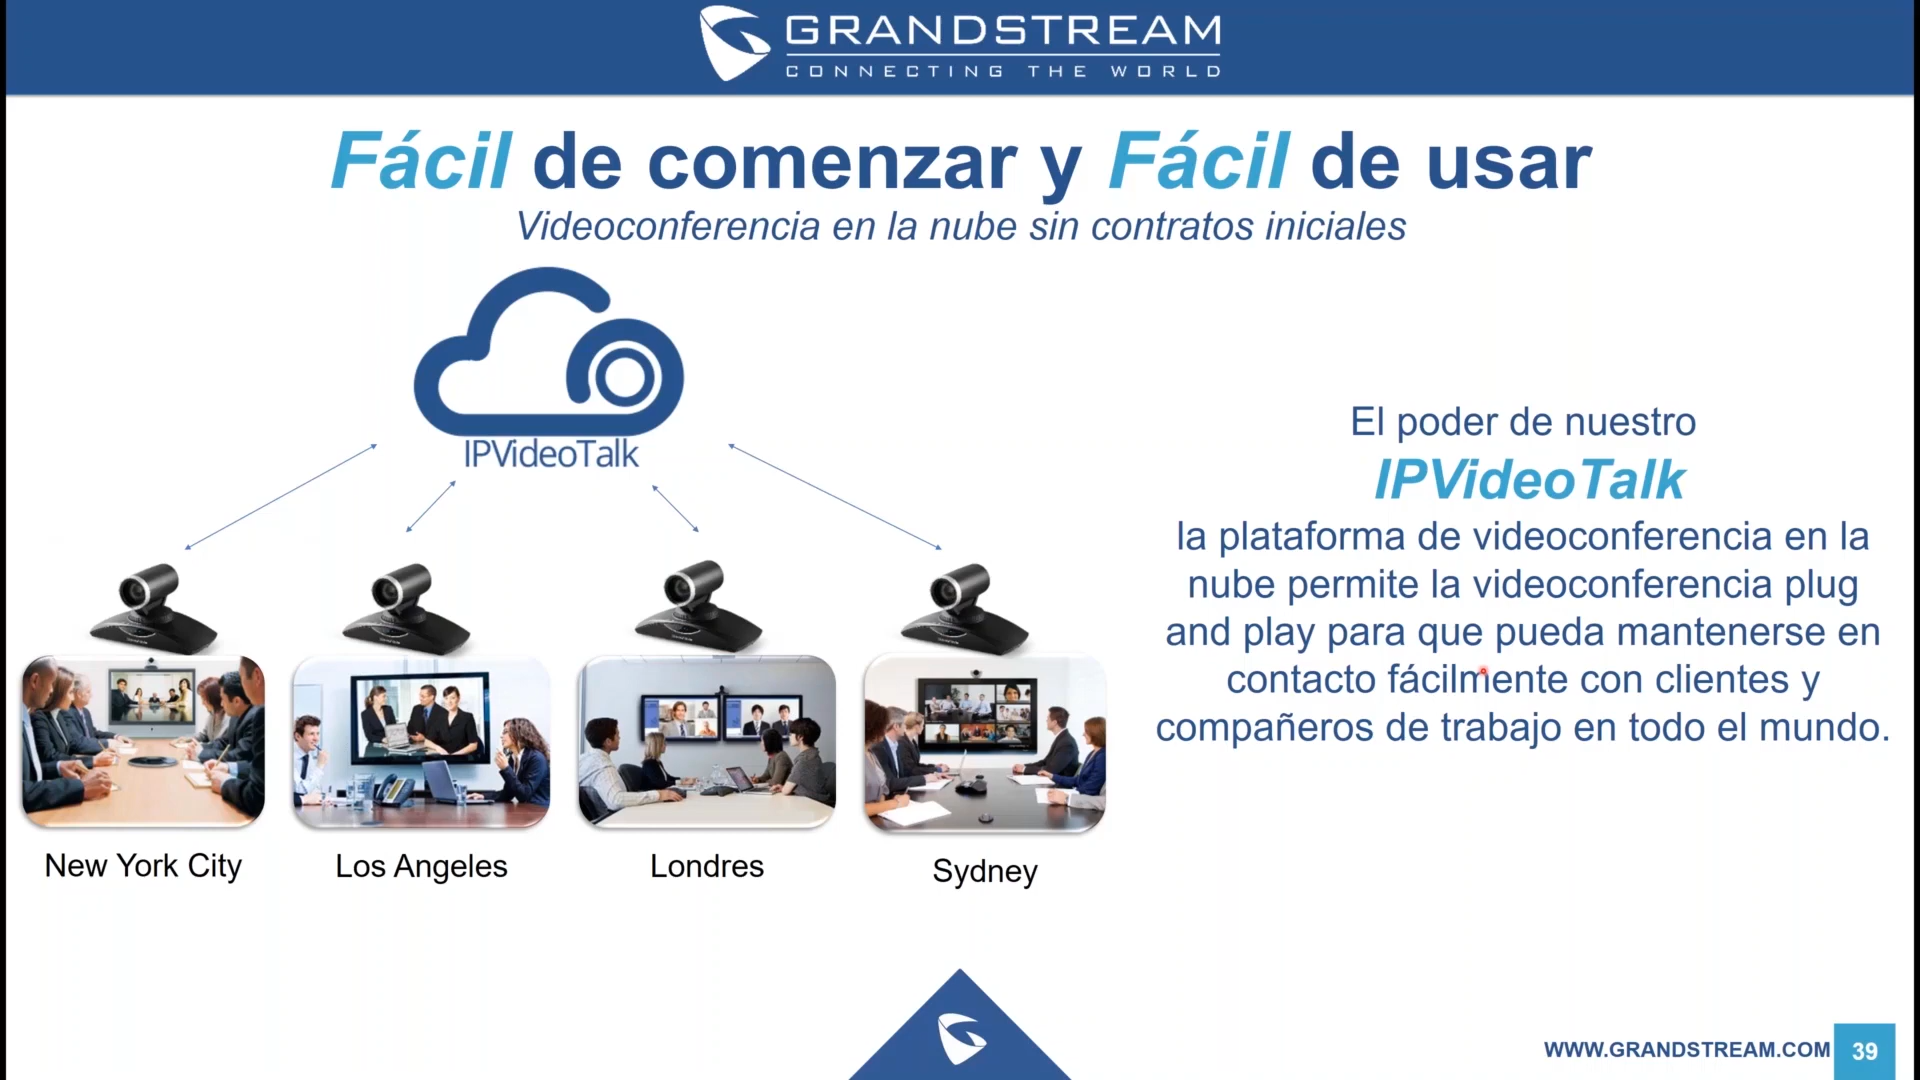 GRANDSTREAM
CONNECTING THE WORLD
Fácil de comenzar y Fácil de usar
Videoconferencia en la nube sin contratos iniciales
IPVideoTalk
El poder de nuestro
IPVideoTalk
la plataforma de videoconferencia en la
nube permite la videoconferencia plug
and play para que pueda mantenerse en
contacto fácilmente con clientes y
compañeros de trabajo en todo el mundo.
New York City
Los Angeles
Londres
Sydney
WWW.GRANDSTREAM.COM
39